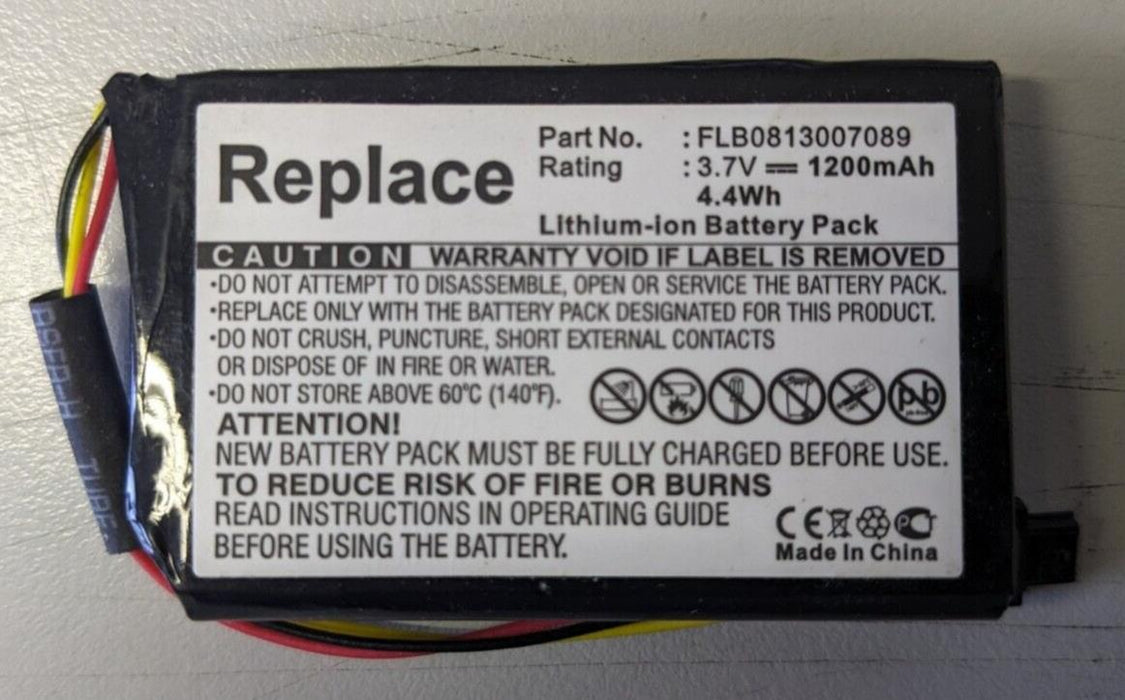 Replace
Part No. : FLB0813007089
Rating : 3.7V ⎓ 1200mAh
4.4Wh
Lithium-ion Battery Pack
CAUTION WARRANTY VOID IF LABEL IS REMOVED
•DO NOT ATTEMPT TO DISASSEMBLE, OPEN OR SERVICE THE BATTERY PACK.
•REPLACE ONLY WITH THE BATTERY PACK DESIGNATED FOR THIS PRODUCT.
•DO NOT CRUSH, PUNCTURE, SHORT EXTERNAL CONTACTS
OR DISPOSE OF IN FIRE OR WATER.
•DO NOT STORE ABOVE 60°C (140°F).
Pb
ATTENTION!
NEW BATTERY PACK MUST BE FULLY CHARGED BEFORE USE.
TO REDUCE RISK OF FIRE OR BURNS
READ INSTRUCTIONS IN OPERATING GUIDE
BEFORE USING THE BATTERY.
CE
Made In China